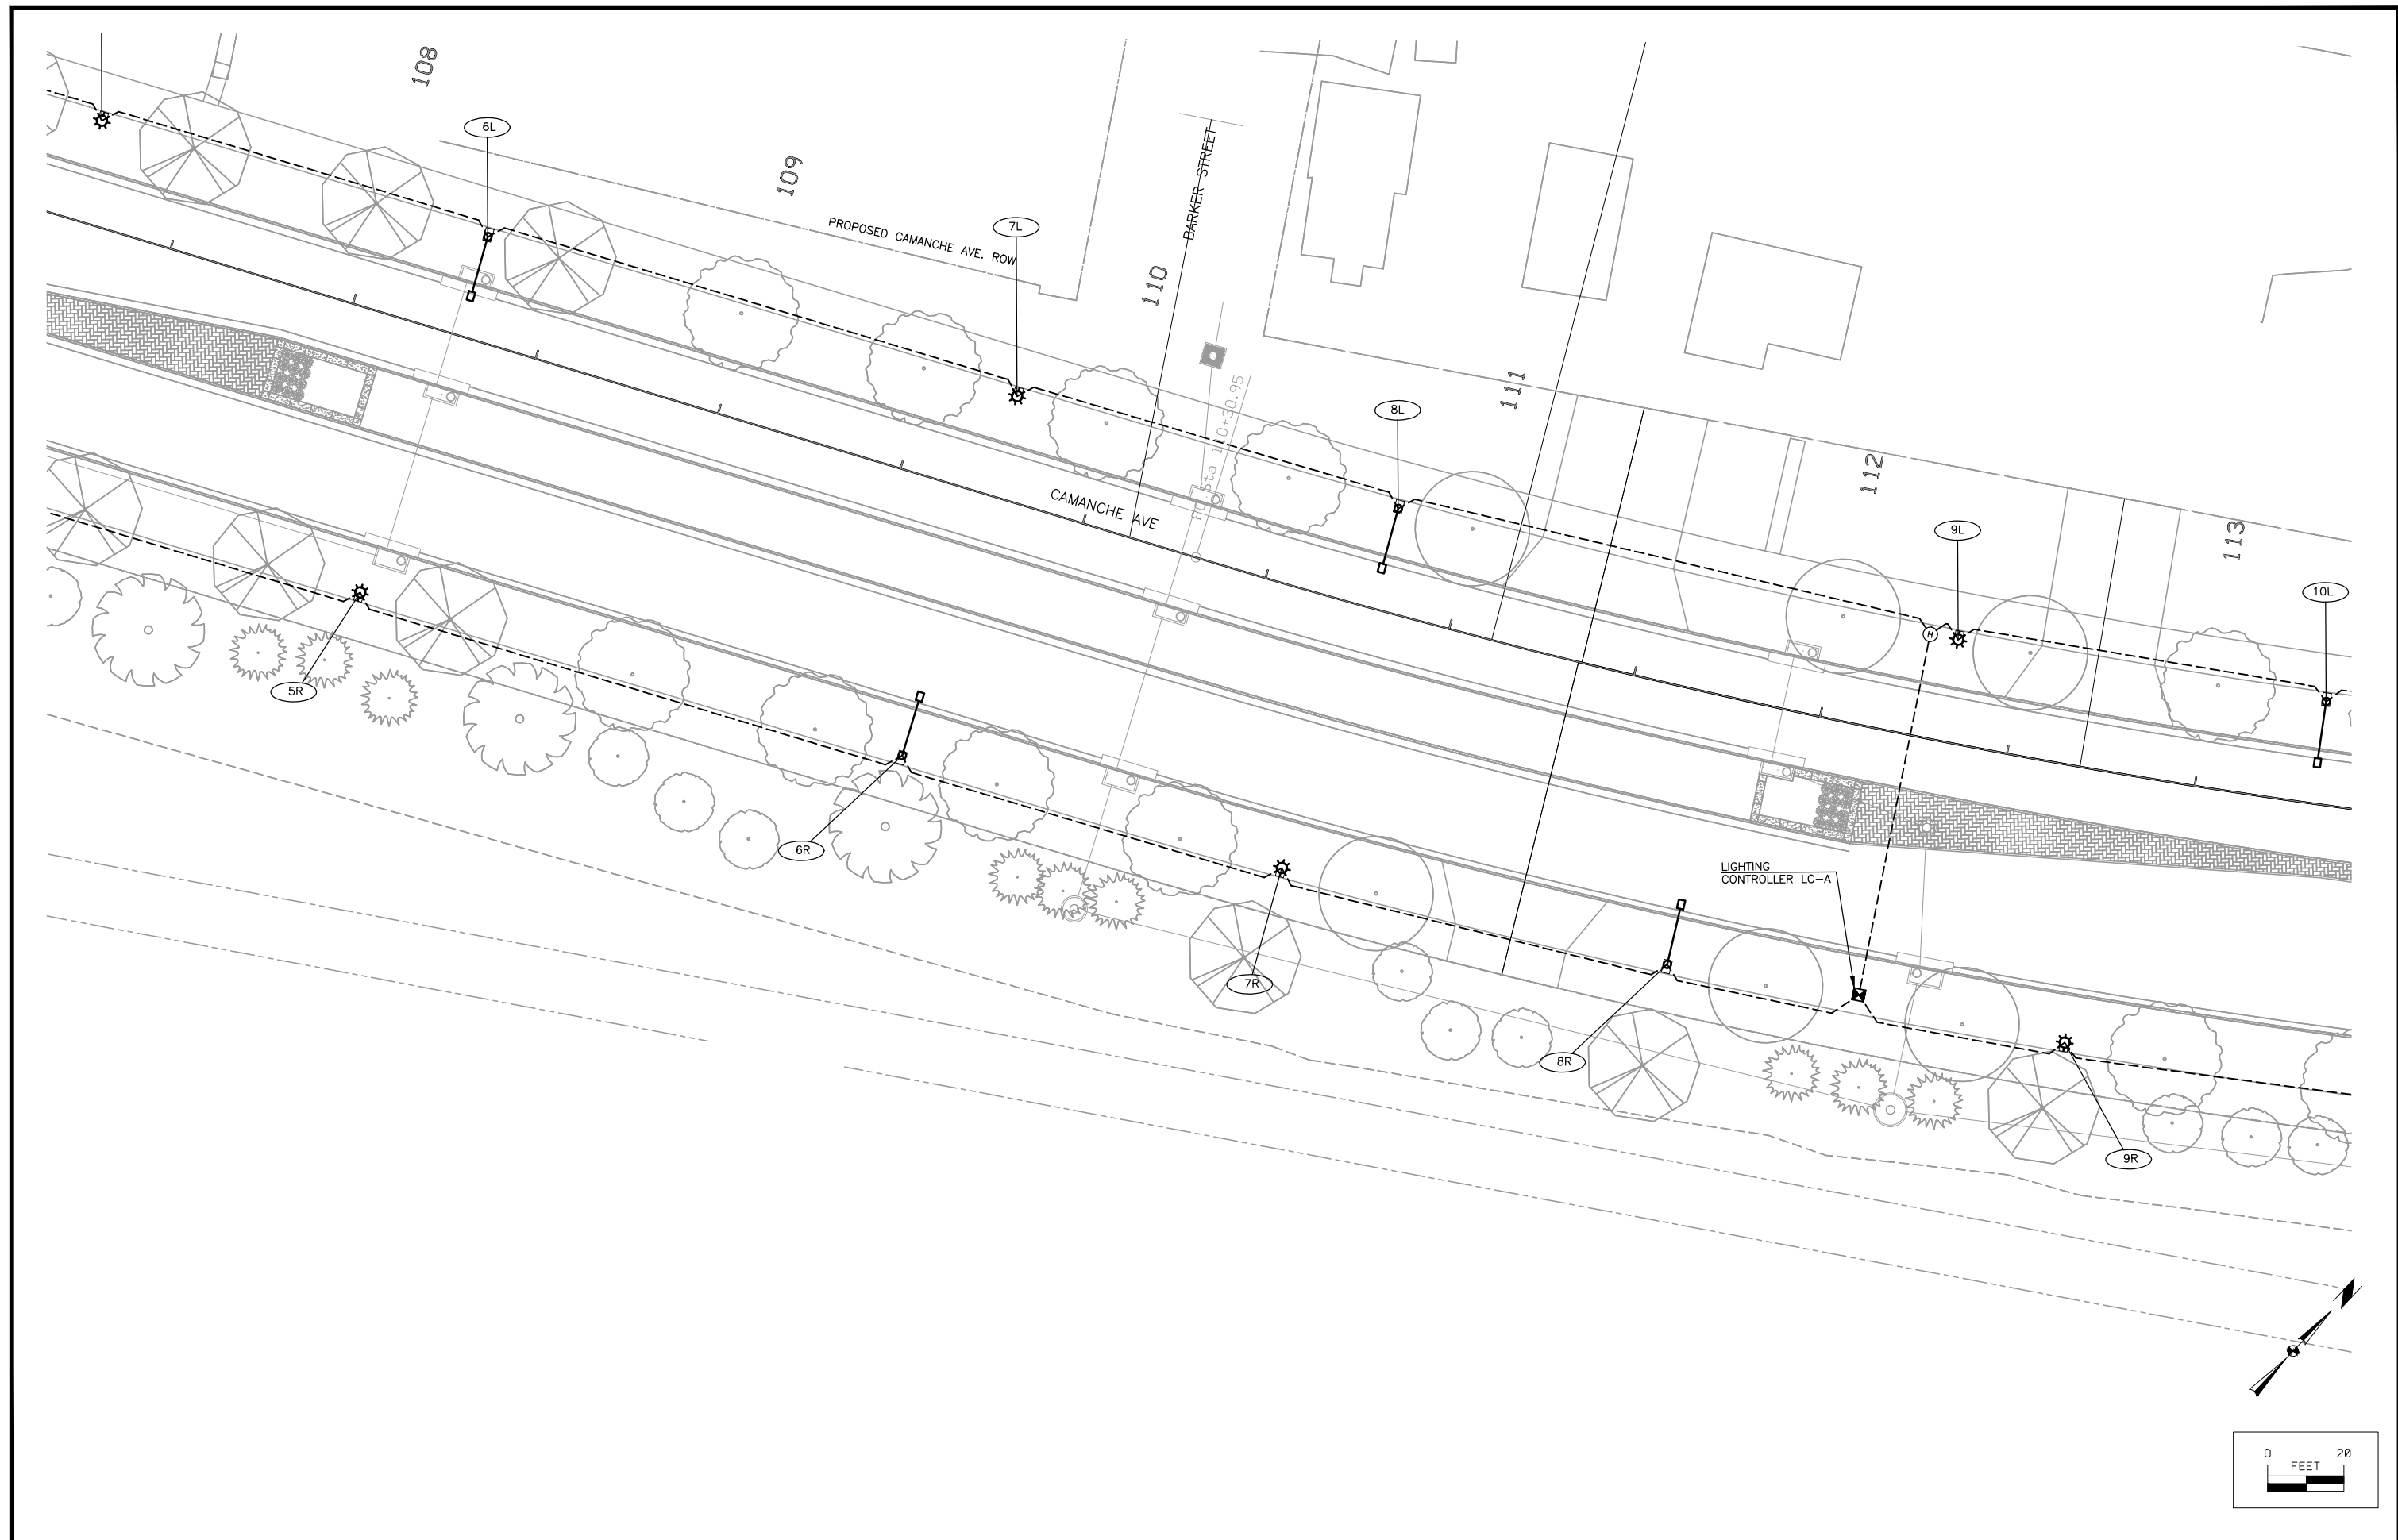 108
6L
109
PROPOSED CAMANCHE AVE. ROW
7L
BARKER STREET
110
8L
111
112
9L
113
10L
CAMANCHE AVE
5R
6R
7R
8R
LIGHTING
CONTROLLER LC-A
H
9R
0 20
FEET